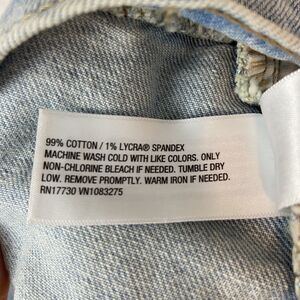 99% COTTON / 1% LYCRA® SPANDEX
MACHINE WASH COLD WITH LIKE COLORS. ONLY
NON-CHLORINE BLEACH IF NEEDED. TUMBLE DRY
LOW. REMOVE PROMPTLY. WARM IRON IF NEEDED.
RN17730 VN1083275